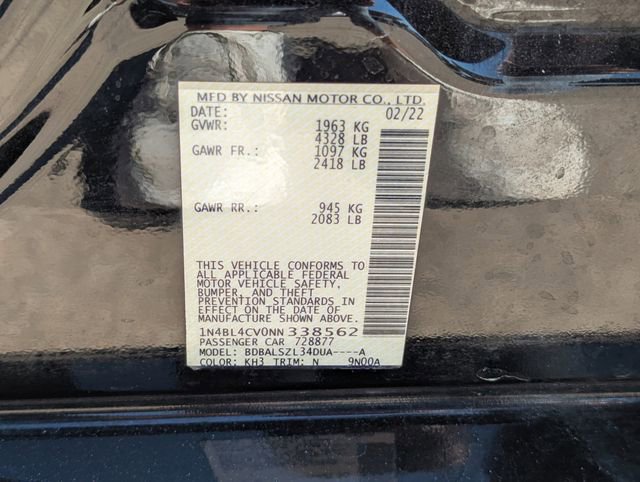 MFD BY NISSAN MOTOR CO., LTD.
DATE: 02/22
GVWR: 1963 KG
4328 LB
GAWR FR.: 1097 KG
2418 LB
GAWR RR.: 945 KG
2083 LB
THIS VEHICLE CONFORMS TO
ALL APPLICABLE FEDERAL
MOTOR VEHICLE SAFETY,
BUMPER, AND THEFT
PREVENTION STANDARDS IN
EFFECT ON THE DATE OF
MANUFACTURE SHOWN ABOVE.
1N4BL4CV0NN338562
PASSENGER CAR 728877
MODEL: BDBALSZL34DUA----A
COLOR: KH3 TRIM: N 9N00A